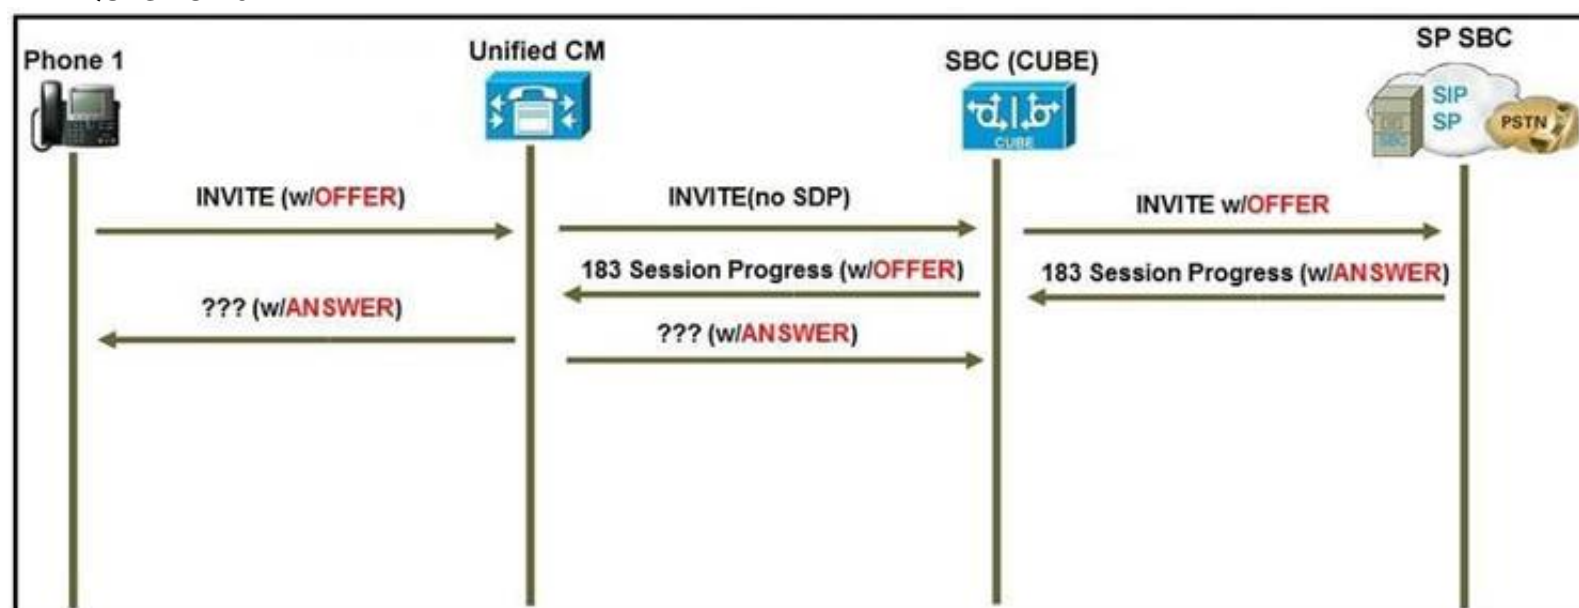 Phone 1
Unified CM
SBC (CUBE)
SP SBC
SIP
SP
SBC
PSTN
CUBE
INVITE (w/OFFER)
INVITE(no SDP)
INVITE w/OFFER
183 Session Progress (w/OFFER)
183 Session Progress (w/ANSWER)
??? (w/ANSWER)
??? (w/ANSWER)